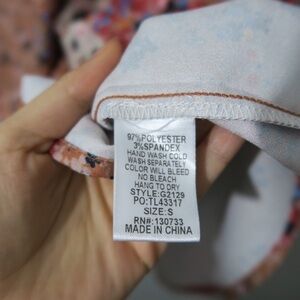 97%POLYESTER
3%SPANDEX
HAND WASH COLD
WASH SEPARATELY
COLOR WILL BLEED
NO BLEACH
HANG TO DRY
STYLE:G2129
PO:TL43317
SIZE:S
RN#:130733
MADE IN CHINA